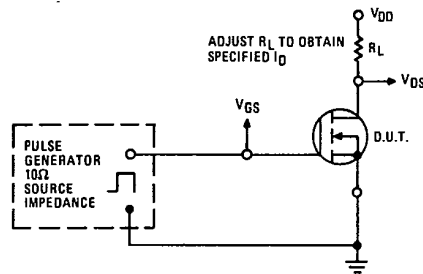 VDD
ADJUST RL TO OBTAIN
SPECIFIED ID
RL
VDS
VGS
D.U.T.
PULSE
GENERATOR
10Ω
SOURCE
IMPEDANCE